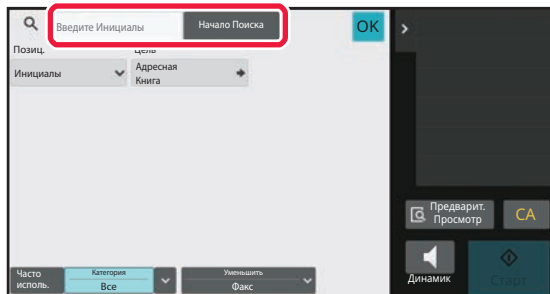 Введите Инициалы
Начало Поиска
OK
Позиц.
Цель
Инициалы
Адресная
Книга
Предварит.
Просмотр
CA
Часто
исполь.
Категория
Все
Уменьшить
Факс
Динамик
Старт